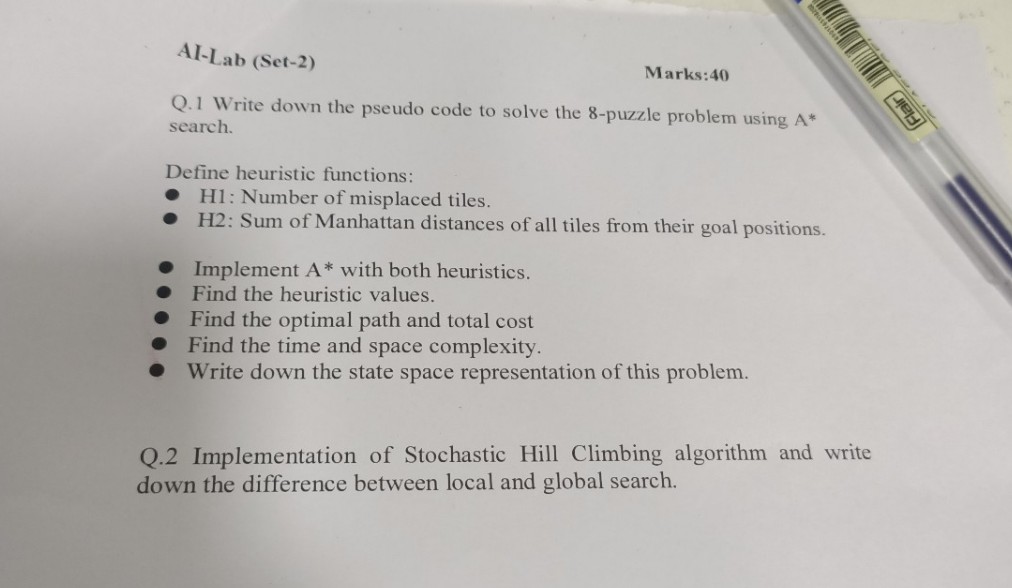 AI-Lab (Set-2)
Marks:40
Q.1 Write down the pseudo code to solve the 8-puzzle problem using A*
search.
Define heuristic functions:
● H1: Number of misplaced tiles.
● H2: Sum of Manhattan distances of all tiles from their goal positions.
● Implement A* with both heuristics.
● Find the heuristic values.
● Find the optimal path and total cost
● Find the time and space complexity.
● Write down the state space representation of this problem.
Q.2 Implementation of Stochastic Hill Climbing algorithm and write
down the difference between local and global search.
Flair